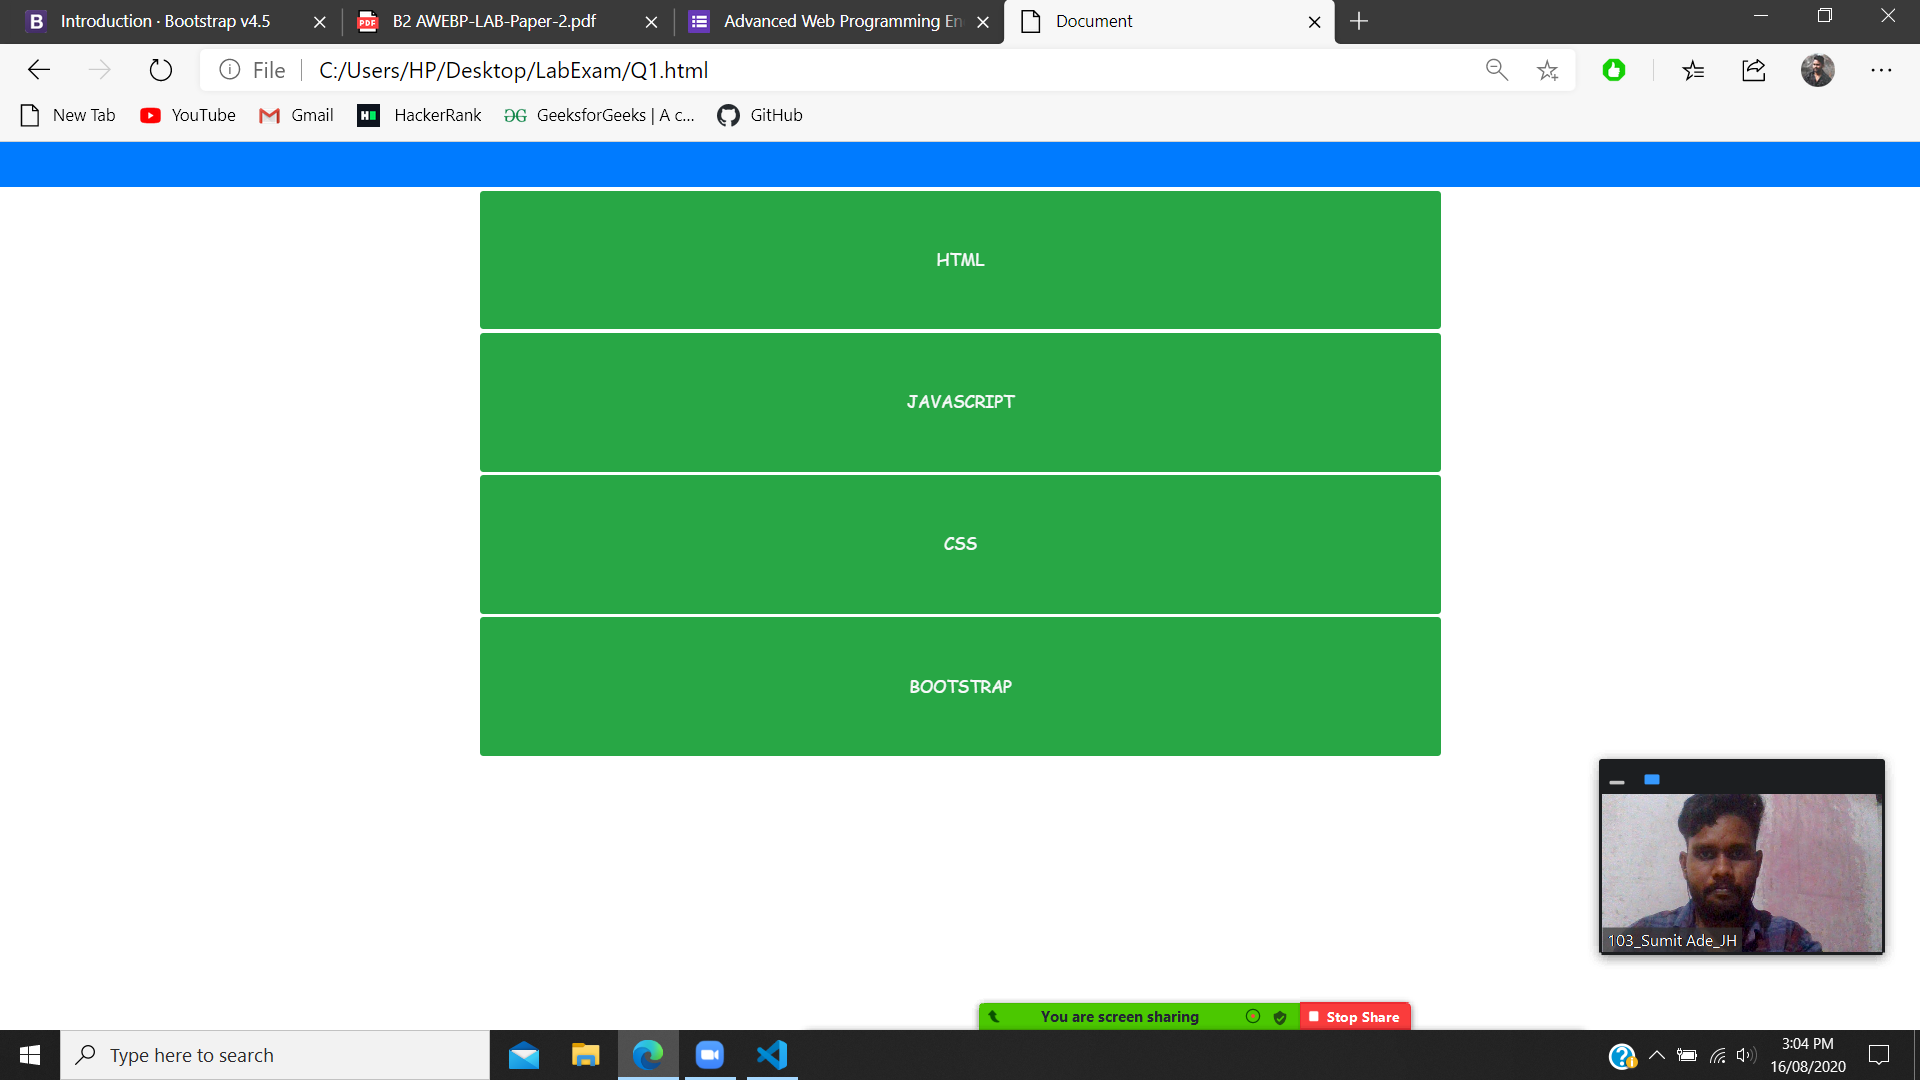 Introduction · Bootstrap v4.5
B2 AWEBP-LAB-Paper-2.pdf
Advanced Web Programming En
Document
File
C:/Users/HP/Desktop/LabExam/Q1.html
New Tab
YouTube
Gmail
HackerRank
GeeksforGeeks | A c...
GitHub
HTML
JAVASCRIPT
CSS
BOOTSTRAP
103_Sumit Ade_JH
You are screen sharing
Stop Share
Type here to search
3:04 PM
16/08/2020